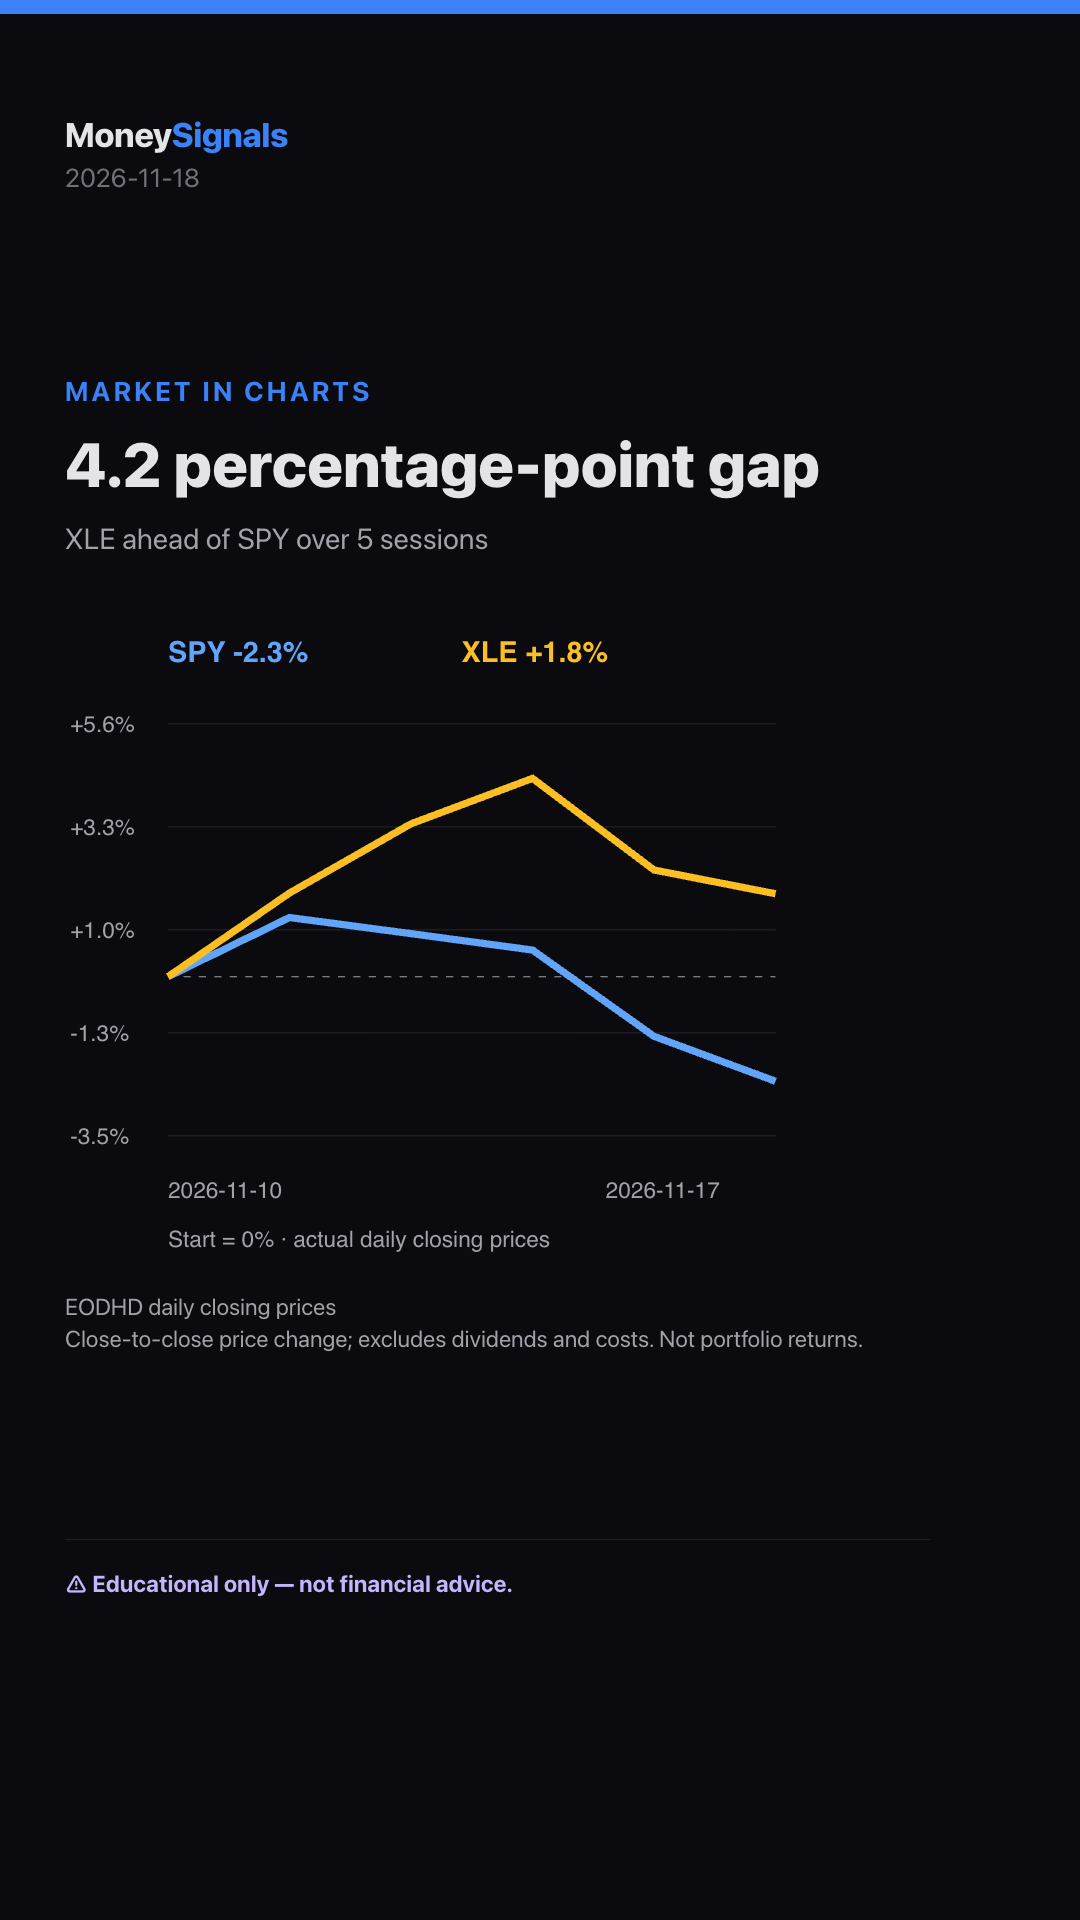 MoneySignals
2026-11-18
MARKET IN CHARTS
4.2 percentage-point gap
XLE ahead of SPY over 5 sessions
SPY -2.3% XLE +1.8%
+5.6%
+3.3%
+1.0%
-1.3%
-3.5%
2026-11-10 2026-11-17
Start = 0% · actual daily closing prices
EODHD daily closing prices
Close-to-close price change; excludes dividends and costs. Not portfolio returns.
⚠ Educational only — not financial advice.